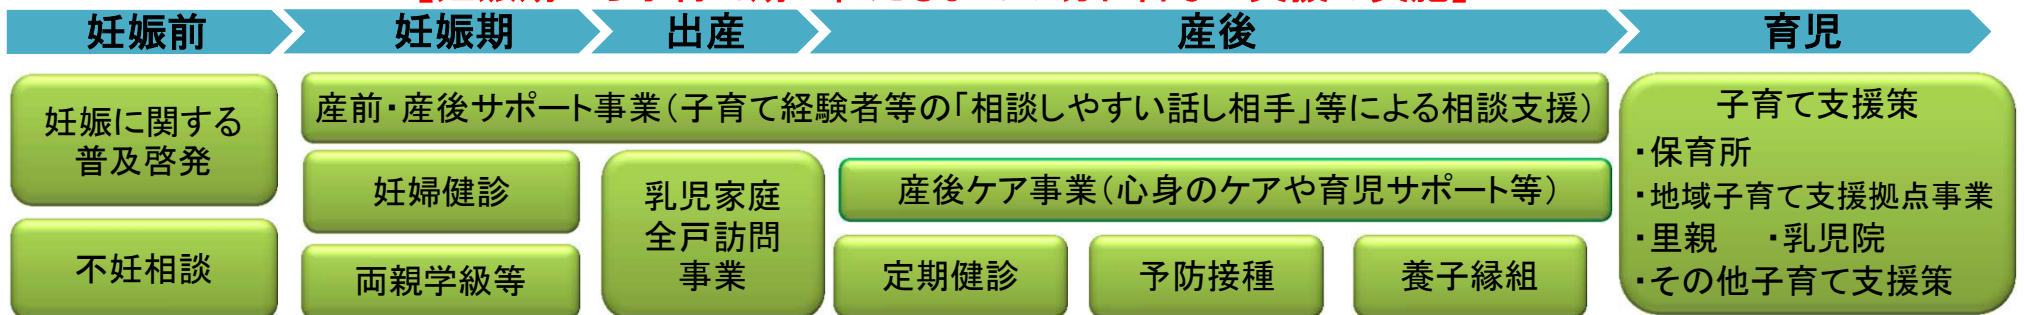 妊娠前
妊娠期
出産
産後
育児
妊娠に関する
普及啓発
不妊相談
産前・産後サポート事業(子育て経験者等の「相談しやすい話し相手」等による相談支援)
妊婦健診
両親学級等
乳児家庭
全戸訪問
事業
産後ケア事業(心身のケアや育児サポート等)
定期健診
予防接種
養子縁組
子育て支援策
・保育所
・地域子育て支援拠点事業
・里親 ・乳児院
・その他子育て支援策